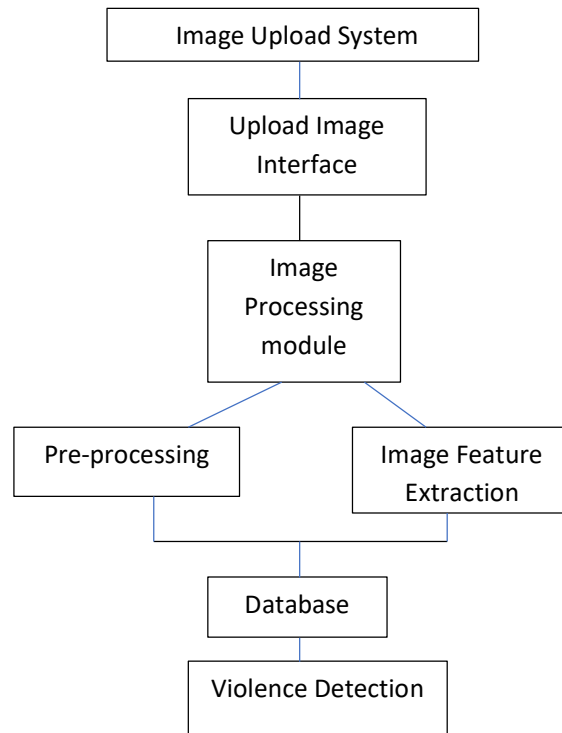 Image Upload System
Upload Image
Interface
Image
Processing
module
Pre-processing
Image Feature
Extraction
Database
Violence Detection